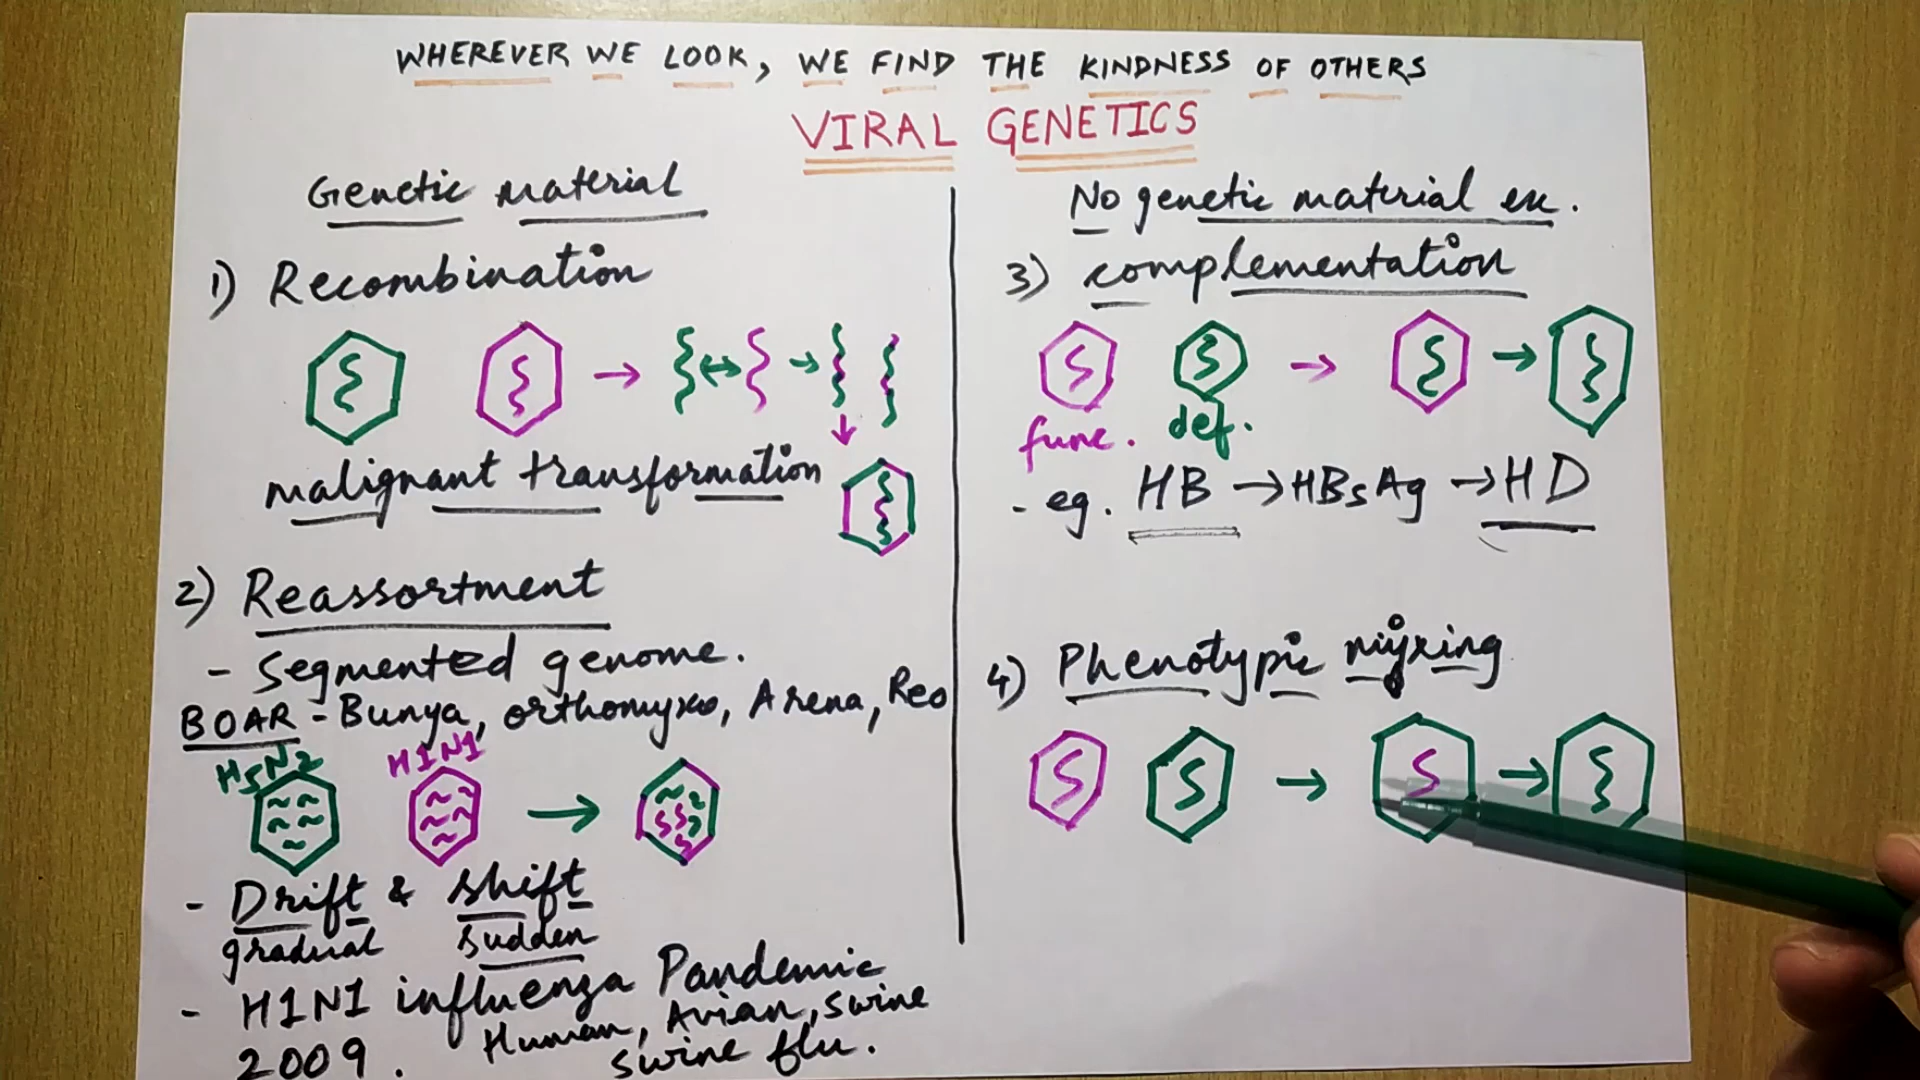 WHEREVER WE LOOK, WE FIND THE KINDNESS OF OTHERS
VIRAL GENETICS
Genetic material
1) Recombination
malignant transformation
2) Reassortment
- Segmented genome.
BOAR - Bunya, orthomyxo, Arena, Reo
H5N2 H1N1
- Drift & shift
gradual sudden
- H1N1 influenza Pandemic
2009. Human, Avian, swine
swine flu.
No genetic material ex.
3) complementation
func. def.
- eg. HB → HBsAg → HD
4) Phenotypic mixing